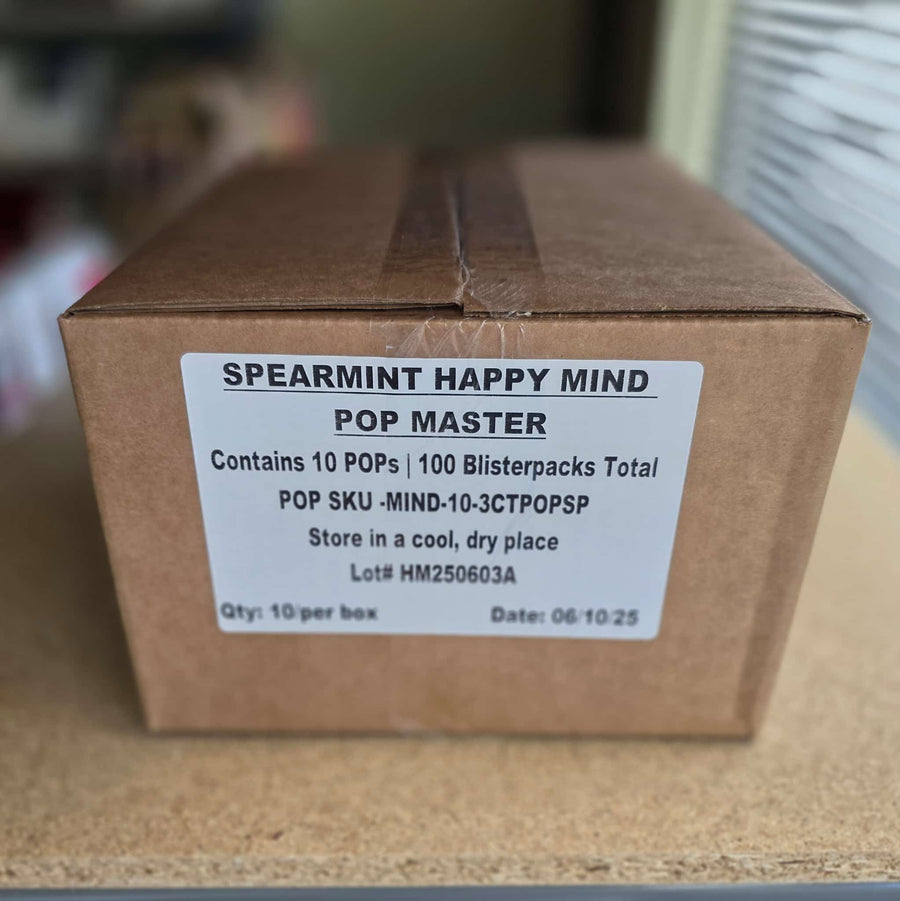 SPEARMINT HAPPY MIND
POP MASTER
Contains 10 POPs | 100 Blisterpacks Total
POP SKU -MIND-10-3CTPOPSP
Store in a cool, dry place
Lot# HM250603A
Qty: 10/per box Date: 06/10/25